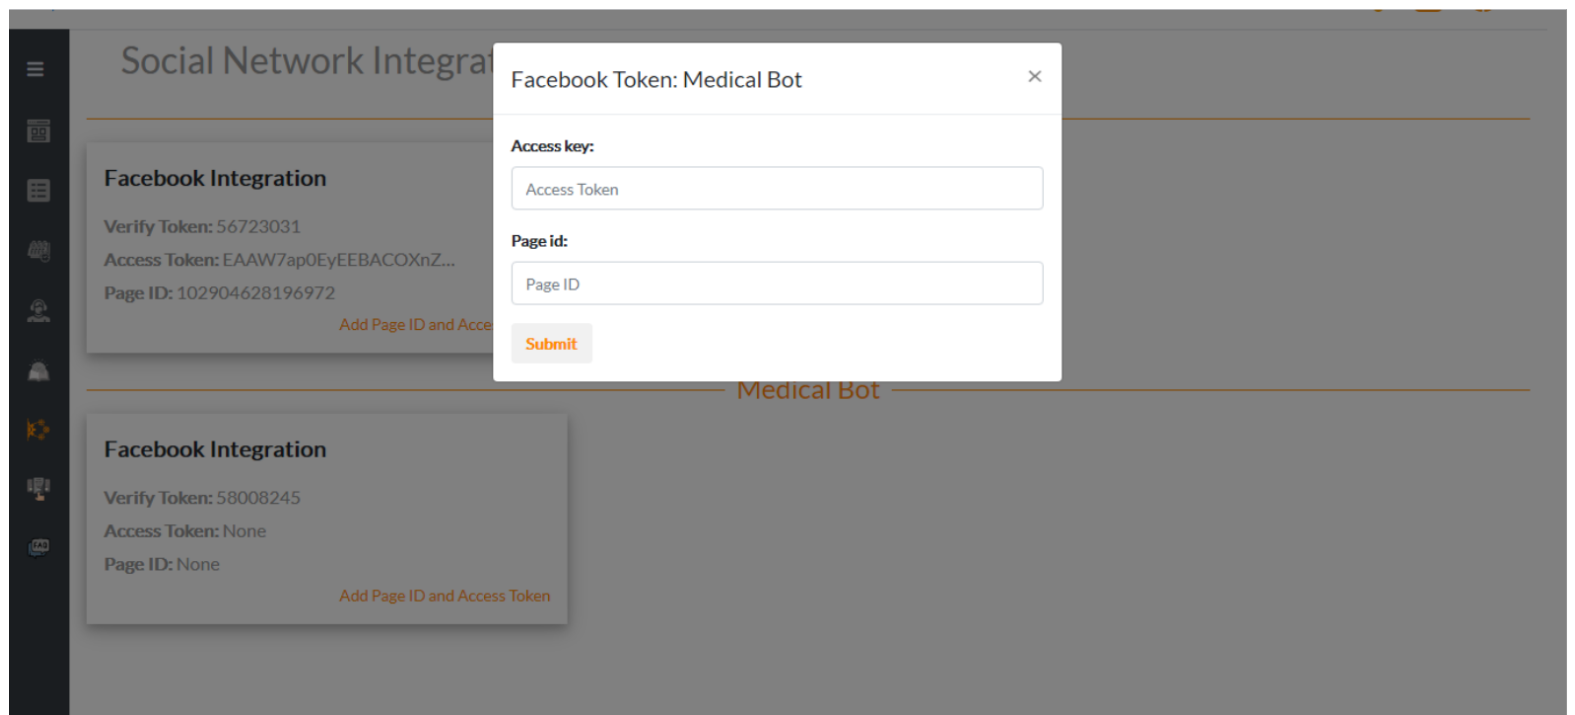 Social Network Integrat
Facebook Token: Medical Bot
×
Access key:
Access Token
Page id:
Page ID
Submit
Facebook Integration
Verify Token: 56723031
Access Token: EAAW7ap0EyEEBACOXnZ...
Page ID: 102904628196972
Add Page ID and Acce
Medical Bot
Facebook Integration
Verify Token: 58008245
Access Token: None
Page ID: None
Add Page ID and Access Token
FAQ